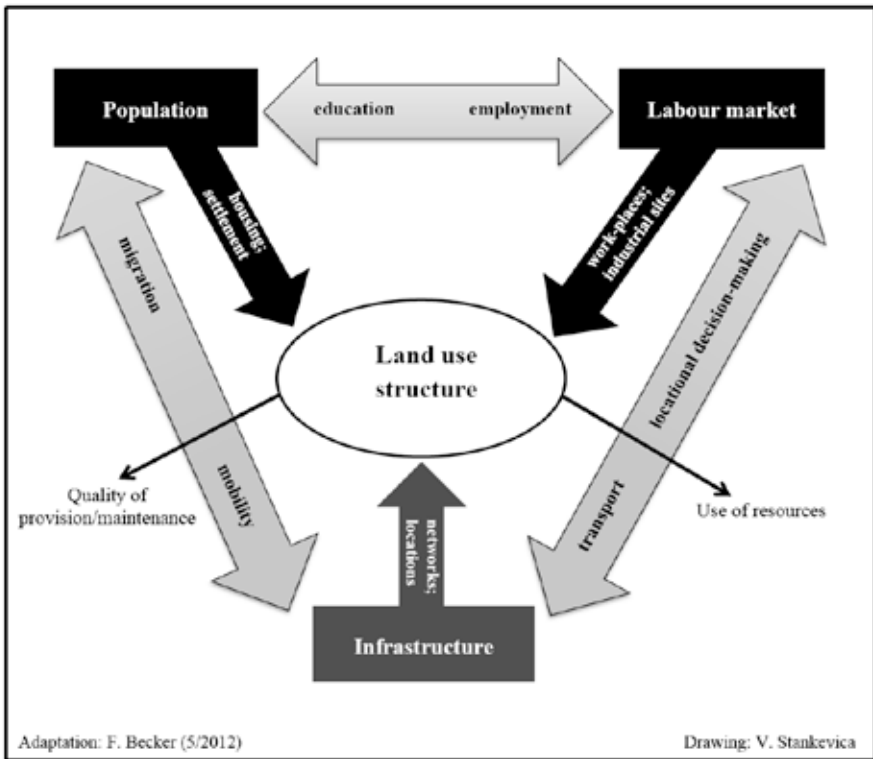 Population
education
employment
Labour market
housing;
settlement
work-places;
industrial sites
migration
locational decision-making
Land use
structure
mobility
transport
Quality of
provision/maintenance
networks;
locations
Use of resources
Infrastructure
Adaptation: F. Becker (5/2012)
Drawing: V. Stankevica